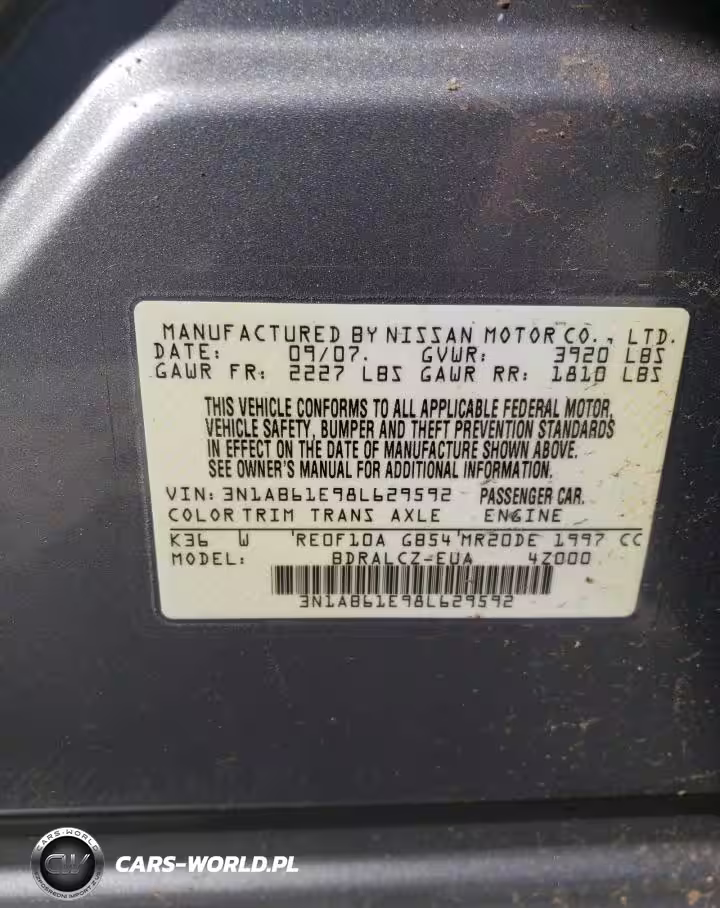 MANUFACTURED BY NISSAN MOTOR CO., LTD.
DATE: 09/07. GVWR: 3920 LBS
GAWR FR: 2227 LBS GAWR RR: 1810 LBS
THIS VEHICLE CONFORMS TO ALL APPLICABLE FEDERAL MOTOR,
VEHICLE SAFETY, BUMPER AND THEFT PREVENTION STANDARDS
IN EFFECT ON THE DATE OF MANUFACTURE SHOWN ABOVE.
SEE OWNER'S MANUAL FOR ADDITIONAL INFORMATION.
VIN: 3N1AB61E98L629592 PASSENGER CAR.
COLOR TRIM TRANS AXLE ENGINE
K36 W 'RE0F10A GB54'MR20DE 1997 CC
MODEL: BDRALCZ-EUA 4Z000
3N1AB61E98L629592
CARS-WORLD
CW
CARS-WORLD.PL